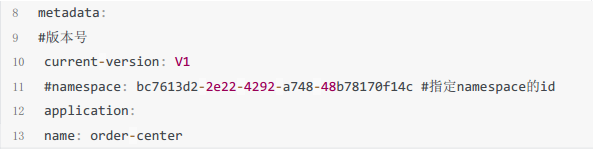 8 metadata:
9 #版本号
10 current-version: V1
11 #namespace: bc7613d2-2e22-4292-a748-48b78170f14c #指定namespace的id
12 application:
13 name: order-center